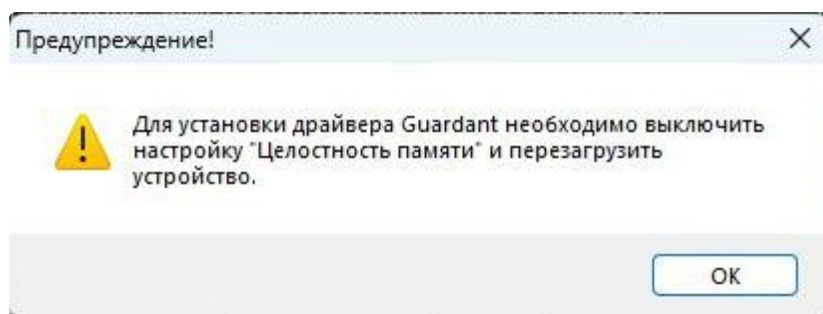 Предупреждение!
Для установки драйвера Guardant необходимо выключить
настройку "Целостность памяти" и перезагрузить
устройство.
OK